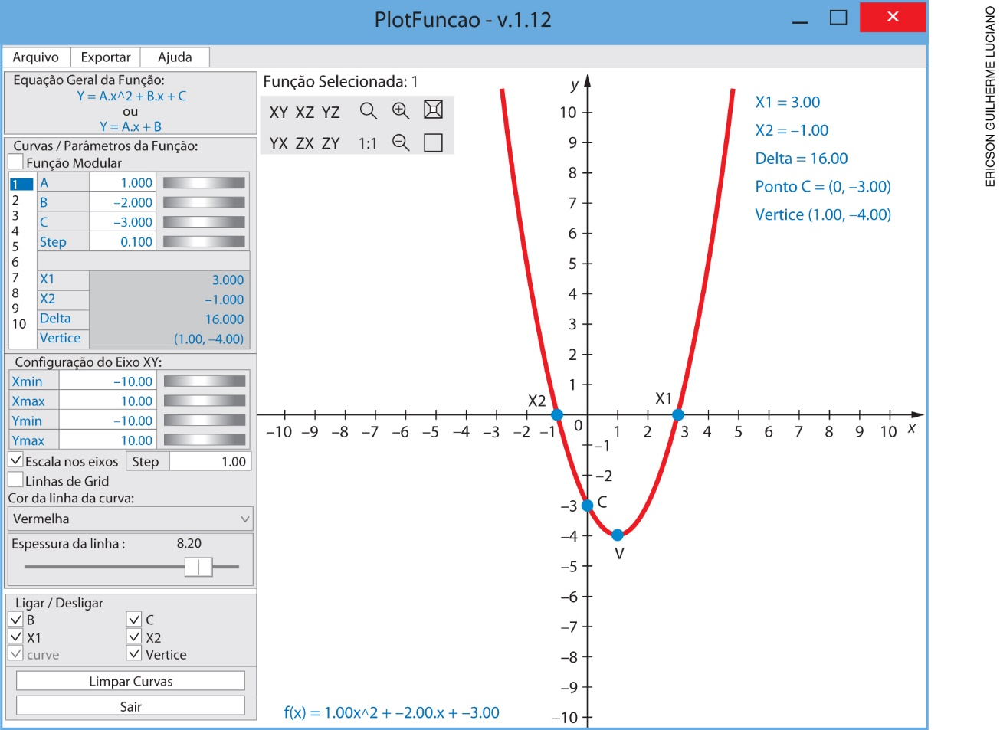 PlotFuncao - v.1.12
Arquivo Exportar Ajuda
Equação Geral da Função:
Y = A.x^2 + B.x + C
ou
Y = A.x + B
Curvas / Parâmetros da Função:
Função Modular
1
2
3
4
5
6
7
8
9
10
A 1.000
B –2.000
C –3.000
Step 0.100
X1 3.000
X2 –1.000
Delta 16.000
Vertice (1.00, –4.00)
Configuração do Eixo XY:
Xmin –10.00
Xmax 10.00
Ymin –10.00
Ymax 10.00
Escala nos eixos Step 1.00
Linhas de Grid
Cor da linha da curva:
Vermelha
Espessura da linha : 8.20
Ligar / Desligar
B C
X1 X2
curve Vertice
Limpar Curvas
Sair
Função Selecionada: 1
XY XZ YZ
YX ZX ZY 1:1
y
10
9
8
7
6
5
4
3
2
1
X2 X1
–10 –9 –8 –7 –6 –5 –4 –3 –2 –1 0 1 2 3 4 5 6 7 8 9 10 x
–1
–2
–3 C
–4
V
–5
–6
–7
–8
–9
–10
X1 = 3.00
X2 = –1.00
Delta = 16.00
Ponto C = (0, –3.00)
Vertice (1.00, –4.00)
f(x) = 1.00x^2 + –2.00.x + –3.00
ERICSON GUILHERME LUCIANO